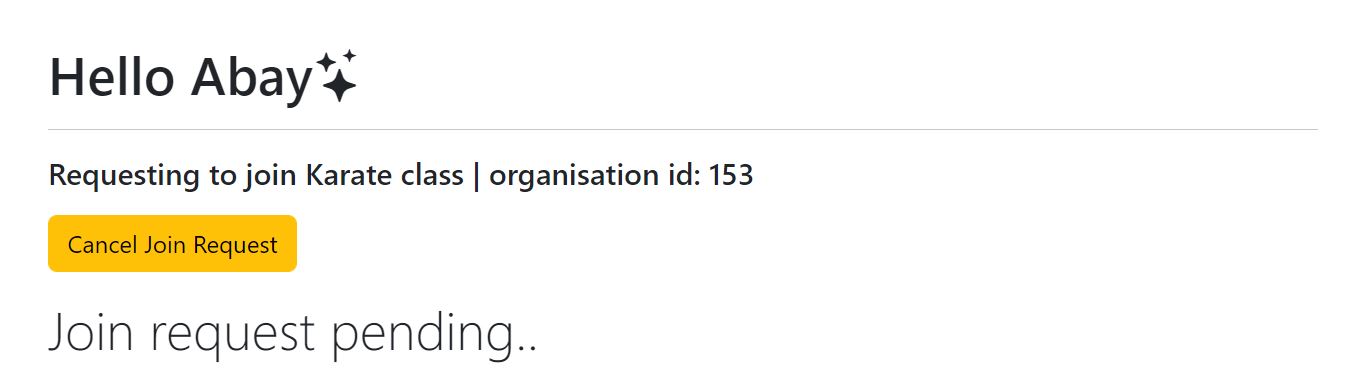 Hello Abay✨
Requesting to join Karate class | organisation id: 153
Cancel Join Request
Join request pending..